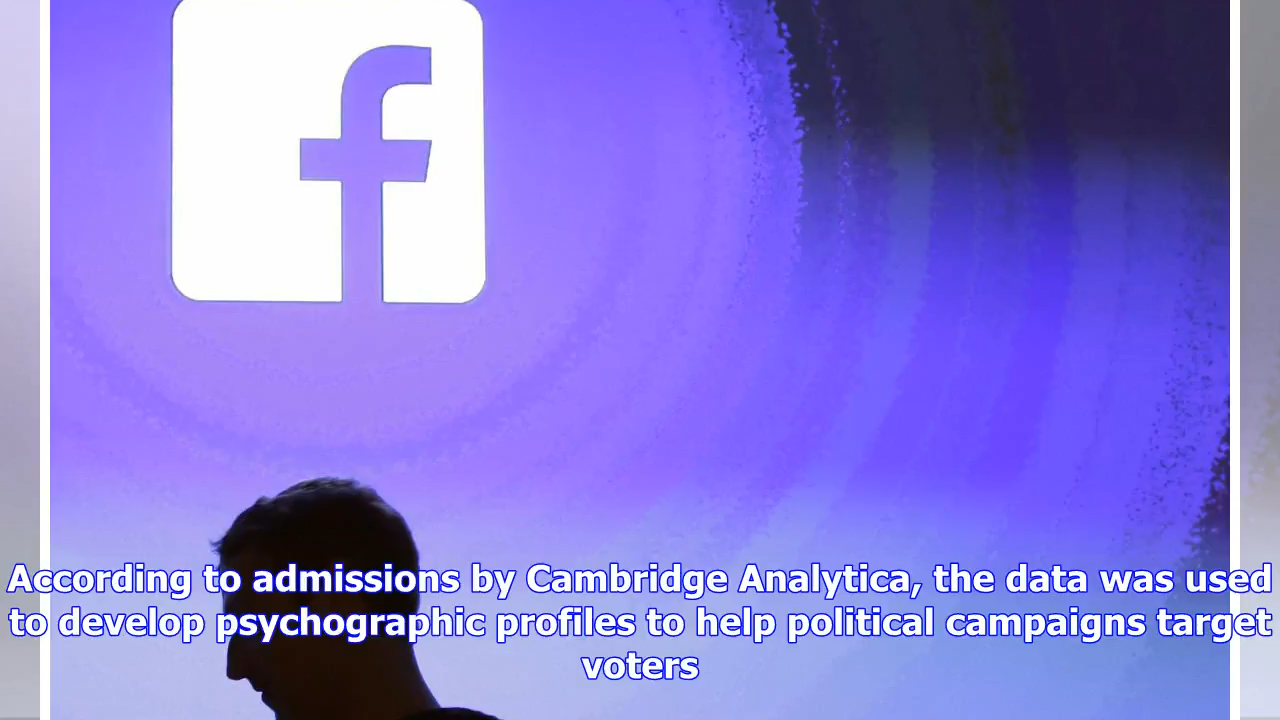 f
According to admissions by Cambridge Analytica, the data was used
to develop psychographic profiles to help political campaigns target
voters